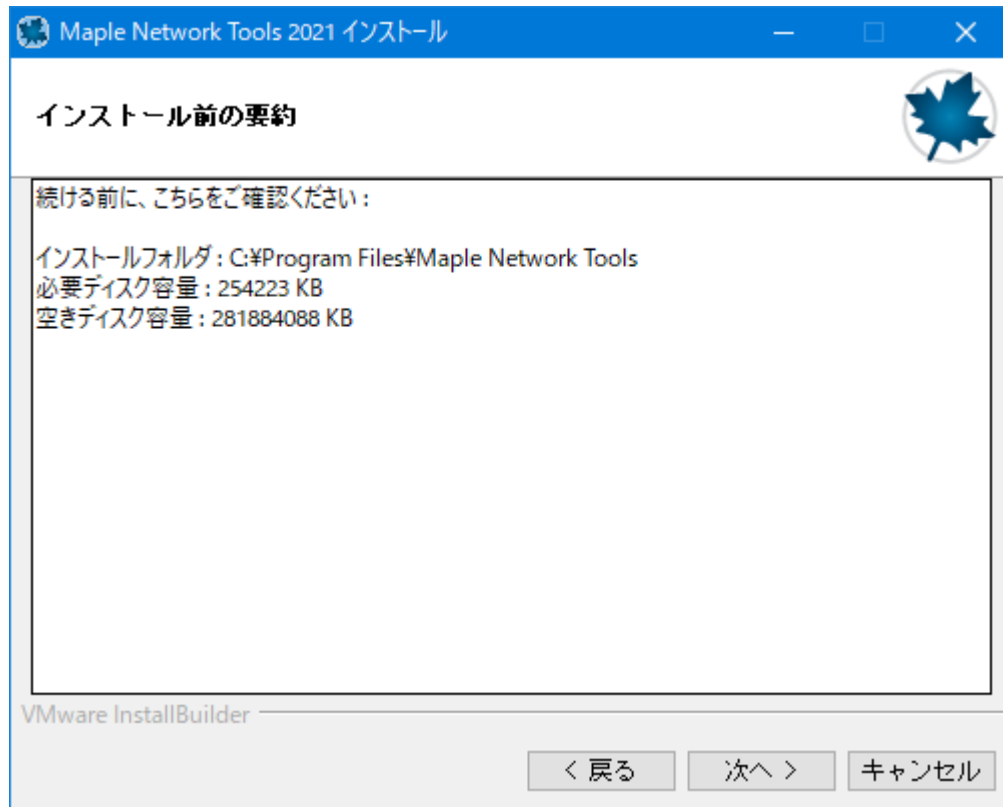 Maple Network Tools 2021 インストール
インストール前の要約
続ける前に、こちらをご確認ください :
インストールフォルダ : C:¥Program Files¥Maple Network Tools
必要ディスク容量 : 254223 KB
空きディスク容量 : 281884088 KB
VMware InstallBuilder
< 戻る 次へ > キャンセル